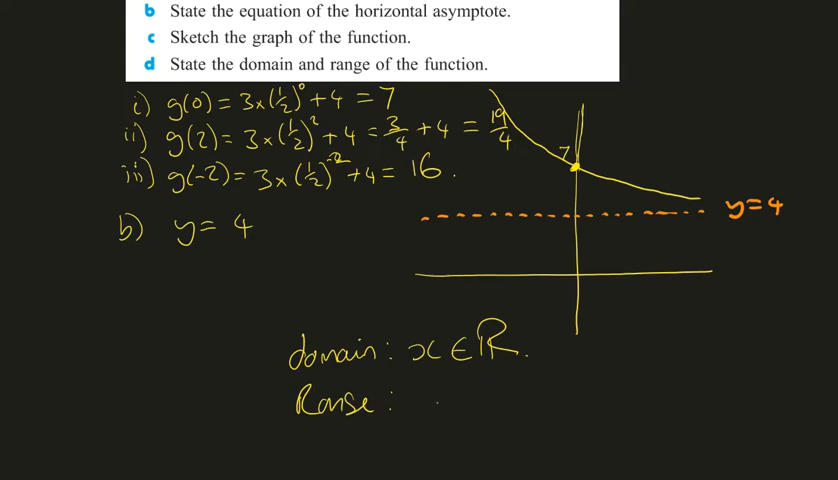 b State the equation of the horizontal asymptote.
c Sketch the graph of the function.
d State the domain and range of the function.
i) g(0) = 3 × (1/2)^0 + 4 = 7
ii) g(2) = 3 × (1/2)^2 + 4 = 3/4 + 4 = 19/4
iii) g(-2) = 3 × (1/2)^-2 + 4 = 16.
7
y = 4
b) y = 4
domain: x ∈ ℝ.
Range: